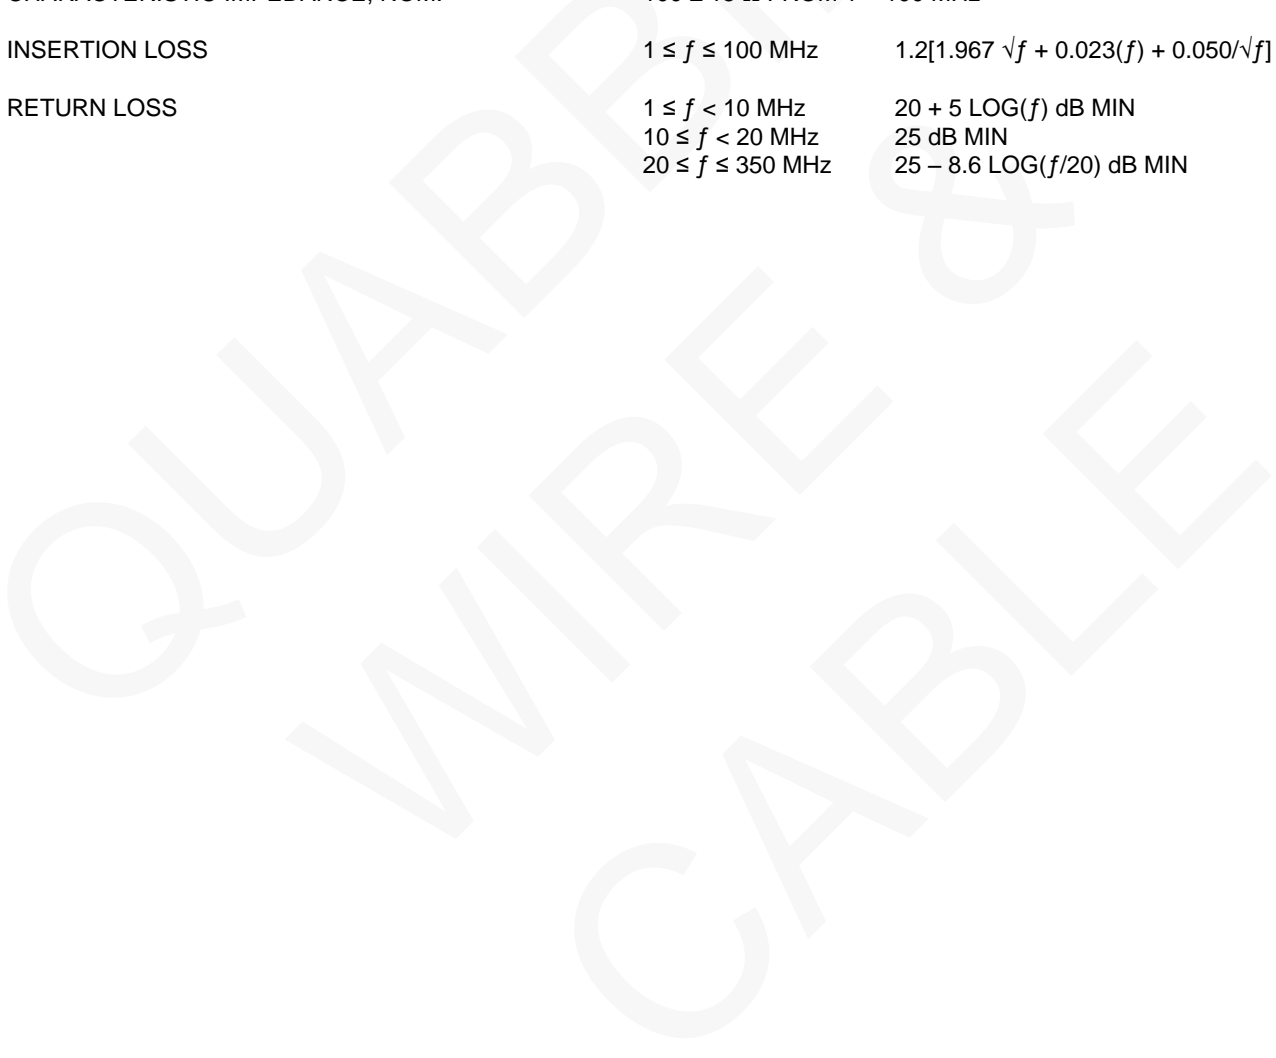 INSERTION LOSS 1 ≤ ƒ ≤ 100 MHz 1.2[1.967 √ƒ + 0.023(ƒ) + 0.050/√ƒ]
RETURN LOSS 1 ≤ ƒ < 10 MHz 20 + 5 LOG(ƒ) dB MIN
10 ≤ ƒ < 20 MHz 25 dB MIN
20 ≤ ƒ ≤ 350 MHz 25 – 8.6 LOG(ƒ/20) dB MIN
WIRE &
CABLE